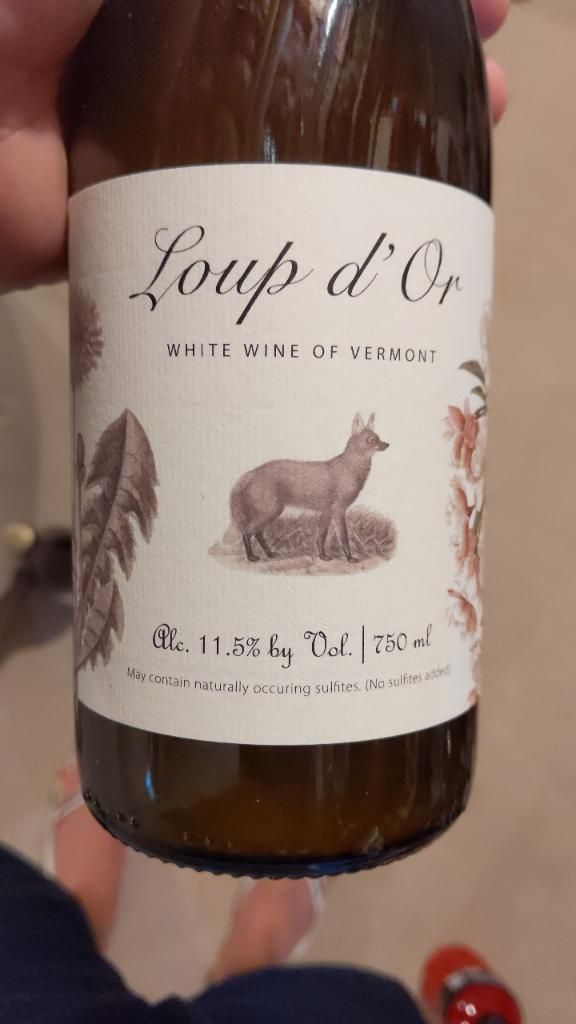 Loup d'Or
WHITE WINE OF VERMONT
Alc. 11.5% by Vol. | 750 ml
May contain naturally occuring sulfites. (No sulfites added)